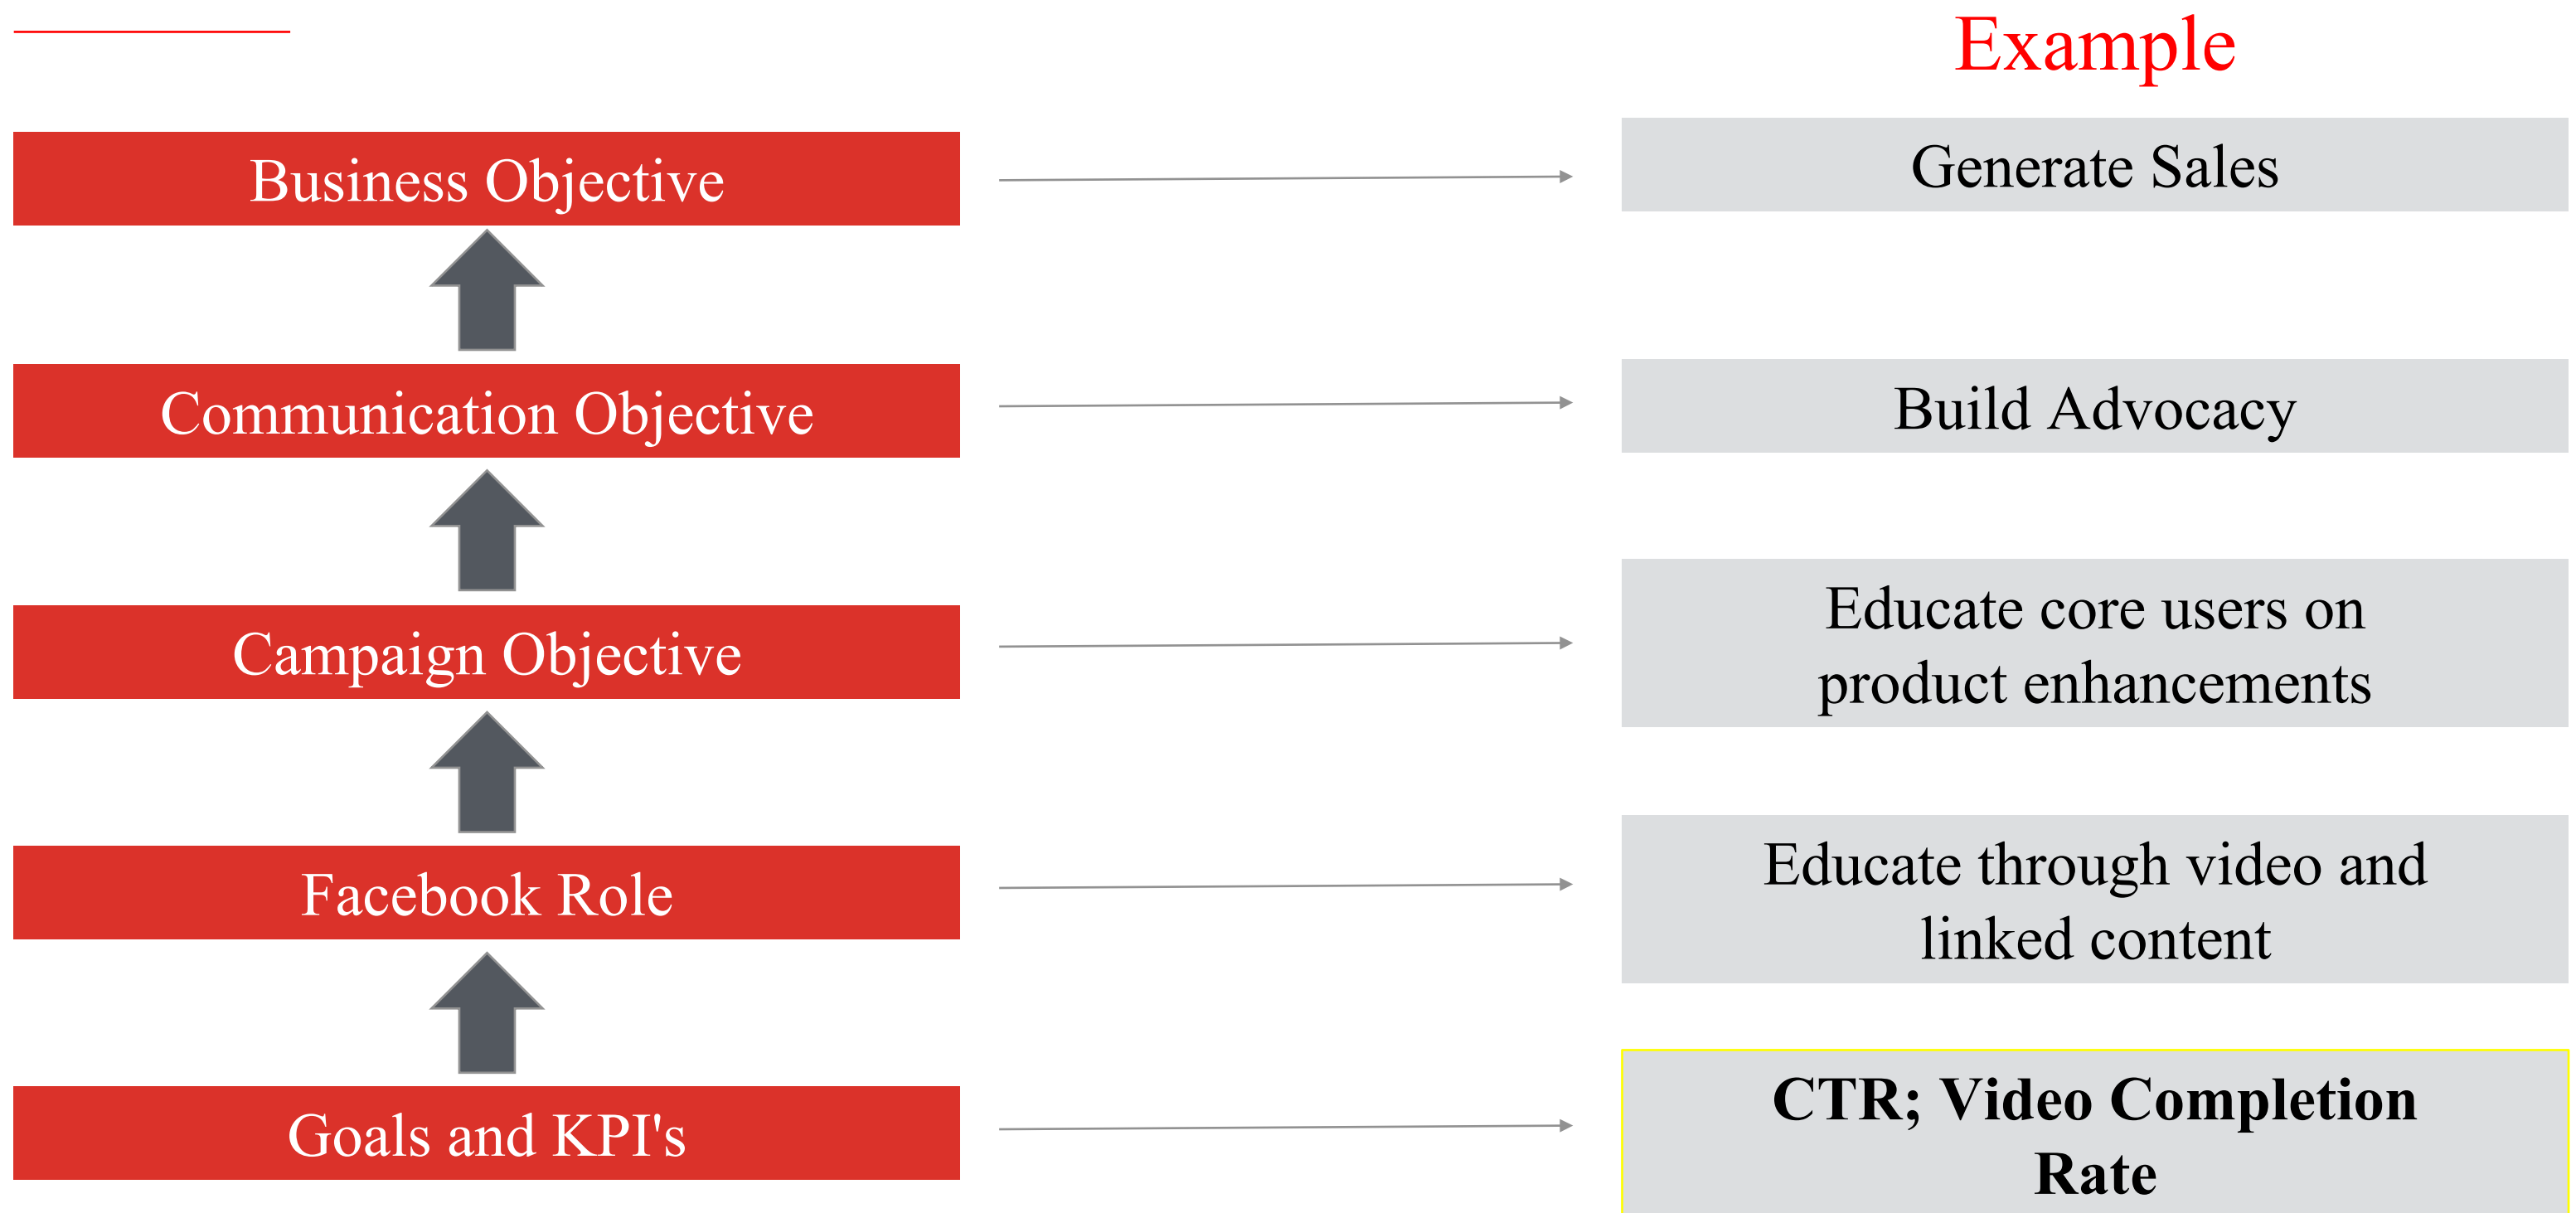 Example
Business Objective
Generate Sales
Communication Objective
Build Advocacy
Campaign Objective
Educate core users on
product enhancements
Facebook Role
Educate through video and
linked content
Goals and KPI's
CTR; Video Completion
Rate